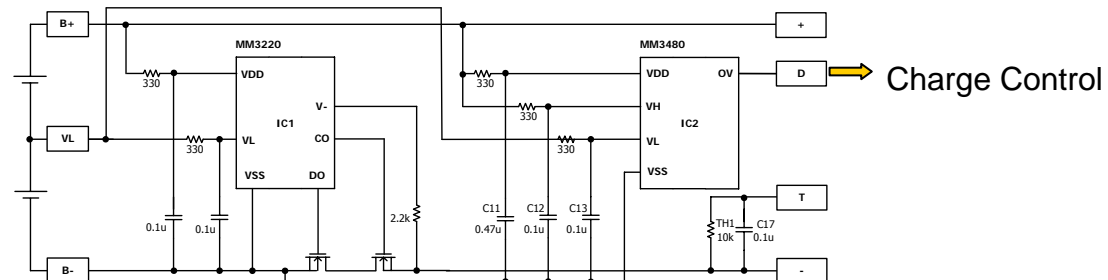 B+
+
MM3220
MM3480
330
VDD
330
VDD
OV
D
Charge Control
V-
330
VH
IC1
IC2
VL
330
VL
CO
330
VL
VSS
DO
VSS
T
0.1u
0.1u
2.2k
C11
0.47u
C12
0.1u
C13
0.1u
TH1
10k
C17
0.1u
B-
-